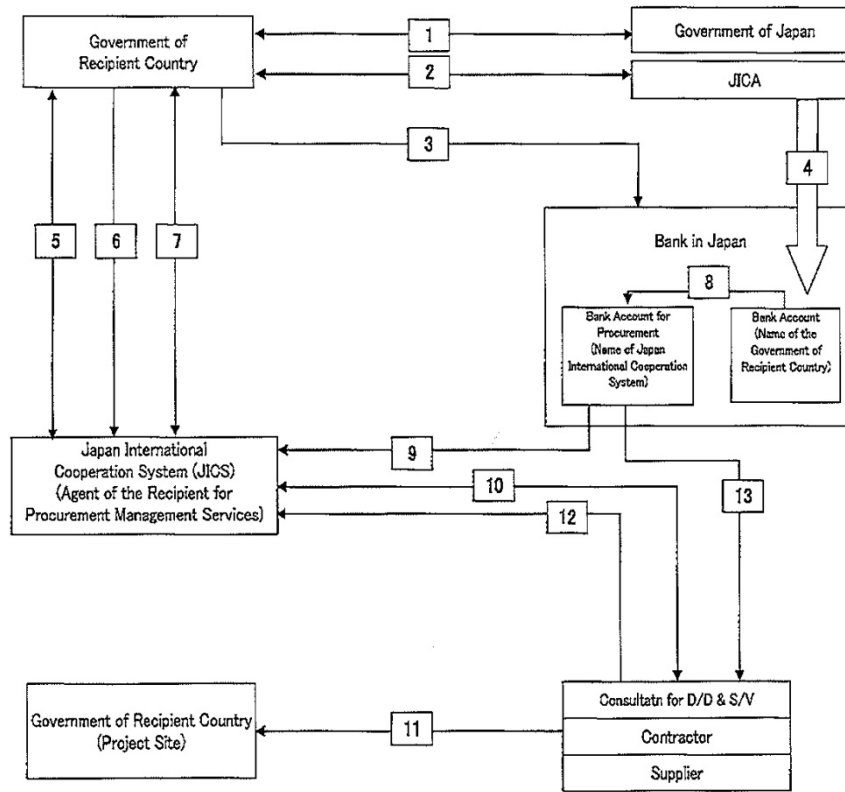 Government of
Recipient Country
1
Government of Japan
2
JICA
3
4
5
6
7
Bank in Japan
8
Bank Account for
Procurement
(Name of Japan
International Cooperation
System)
Bank Account
(Name of the
Government of
Recipient Country)
Japan International
Cooperation System (JICS)
(Agent of the Recipient for
Procurement Management Services)
9
10
12
13
Government of Recipient Country
(Project Site)
11
Consultatn for D/D & S/V
Contractor
Supplier